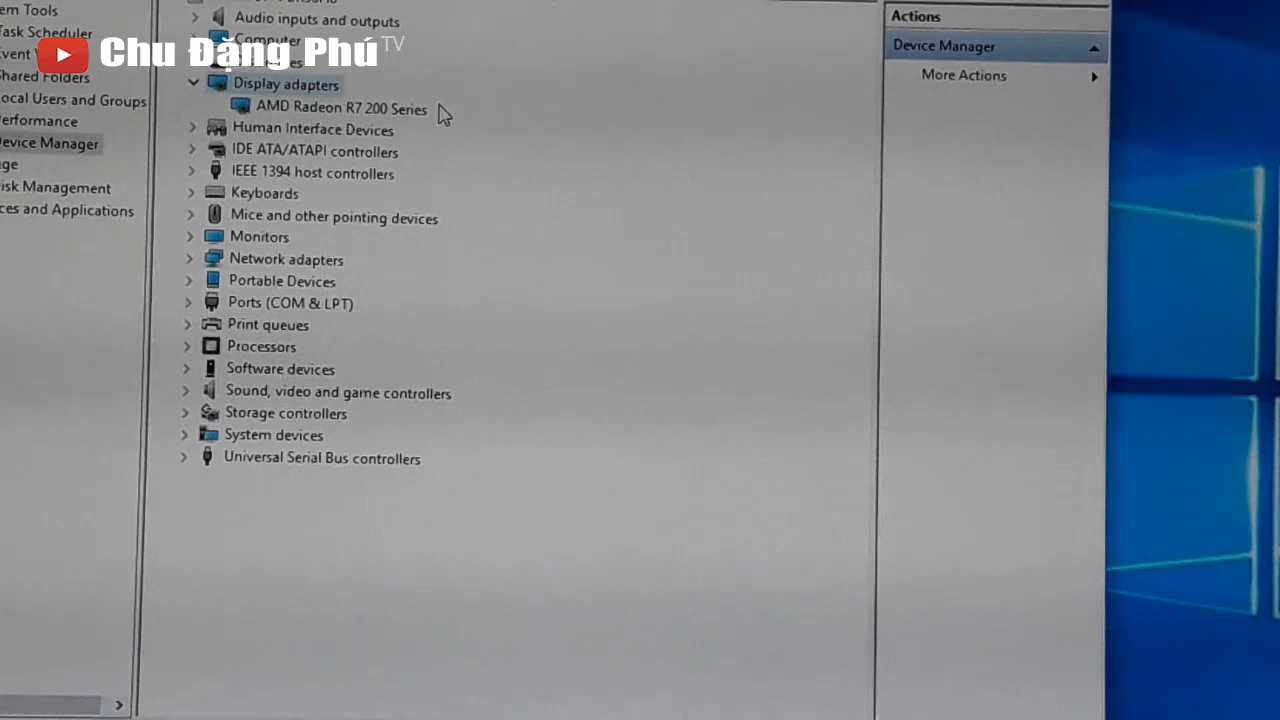 em Tools
Task Scheduler
Event
Shared Folders
ocal Users and Groups
erformance
evice Manager
ge
isk Management
ces and Applications
Chu Đặng Phú TV
Audio inputs and outputs
Computer
Display adapters
AMD Radeon R7 200 Series
Human Interface Devices
IDE ATA/ATAPI controllers
IEEE 1394 host controllers
Keyboards
Mice and other pointing devices
Monitors
Network adapters
Portable Devices
Ports (COM & LPT)
Print queues
Processors
Software devices
Sound, video and game controllers
Storage controllers
System devices
Universal Serial Bus controllers
Actions
Device Manager
More Actions